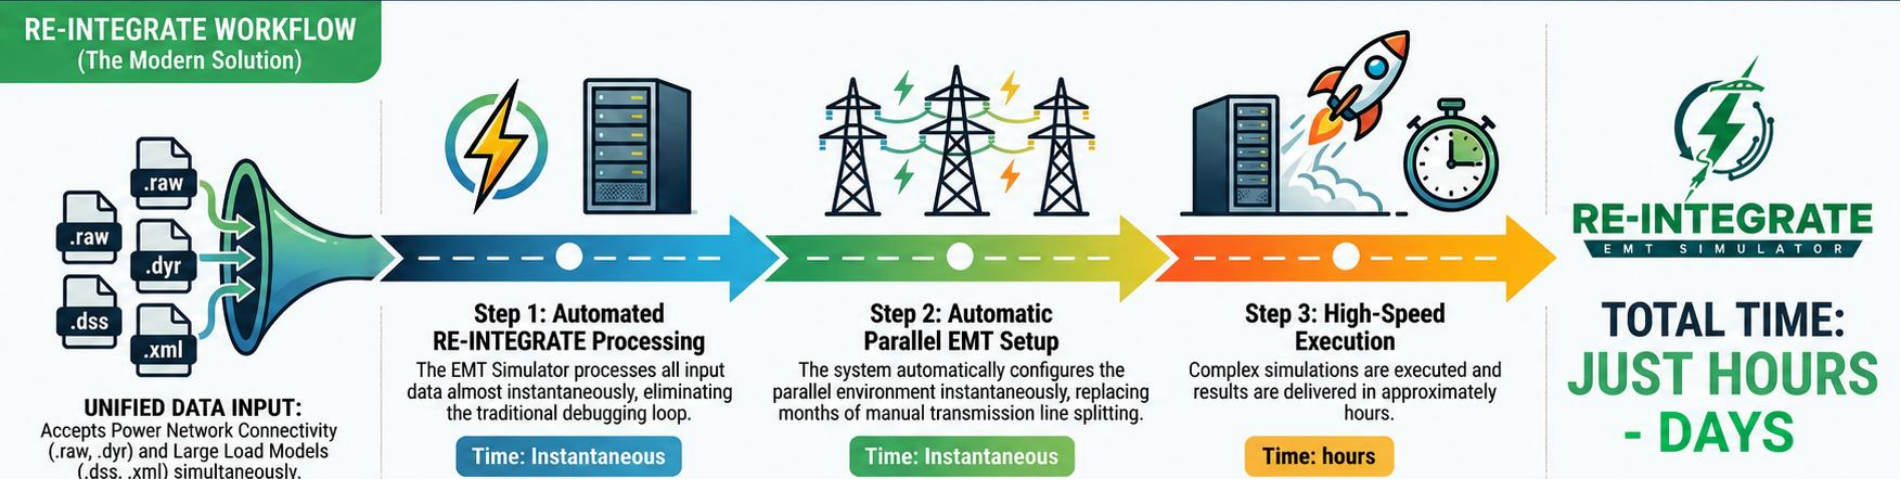 RE-INTEGRATE WORKFLOW
(The Modern Solution)
.raw
.raw
.dyr
.dss
.xml
UNIFIED DATA INPUT:
Accepts Power Network Connectivity
(.raw, .dyr) and Large Load Models
(.dss, .xml) simultaneously.
Step 1: Automated
RE-INTEGRATE Processing
The EMT Simulator processes all input
data almost instantaneously, eliminating
the traditional debugging loop.
Time: Instantaneous
Step 2: Automatic
Parallel EMT Setup
The system automatically configures the
parallel environment instantaneously, replacing
months of manual transmission line splitting.
Time: Instantaneous
Step 3: High-Speed
Execution
Complex simulations are executed and
results are delivered in approximately
hours.
Time: hours
RE-INTEGRATE
EMT SIMULATOR
TOTAL TIME:
JUST HOURS
- DAYS